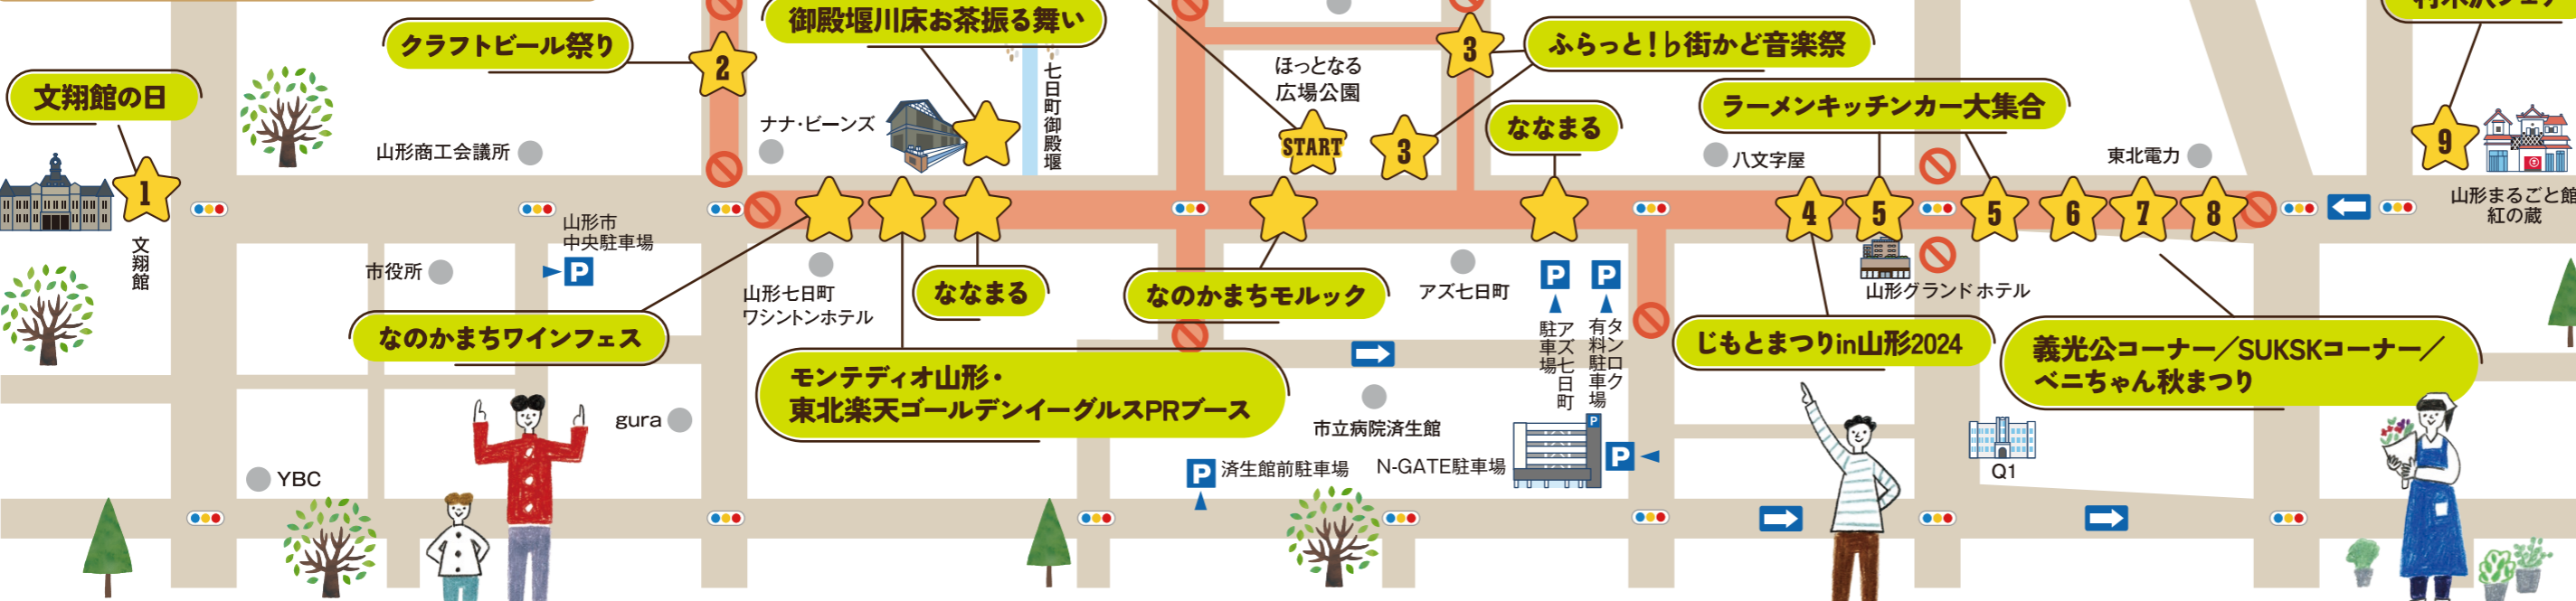 御殿堰川床お茶振る舞い
クラフトビール祭り
2
3
ふらっと!♭街かど音楽祭
文翔館の日
七日町御殿堰
ほっとなる
広場公園
ラーメンキッチンカー大集合
ナナ・ビーンズ
START
3
ななまる
山形商工会議所
八文字屋
東北電力
9
1
4
5
5
6
7
8
山形まるごと館
紅の蔵
文翔館
山形市
中央駐車場
P
市役所
山形七日町
ワシントンホテル
ななまる
なのかまちモルック
アズ七日町
P
P
アズ七日町
駐車場
タンロク
有料駐車場
山形グランドホテル
なのかまちワインフェス
じもとまつりin山形2024
義光公コーナー／SUKSKコーナー／
ベニちゃん秋まつり
モンテディオ山形・
東北楽天ゴールデンイーグルスPRブース
gura
市立病院済生館
YBC
P
済生館前駐車場
N-GATE駐車場
P
P
Q1